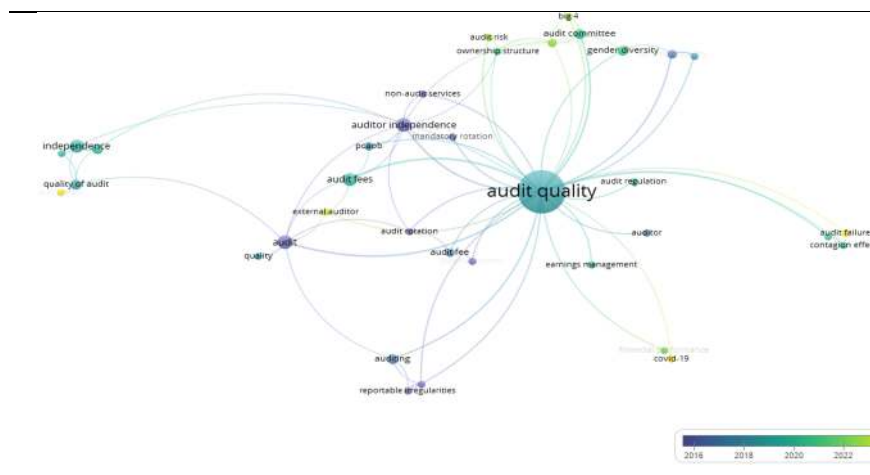 big 4
audit risk
audit committee
ownership structure
gender diversity
non-audit services
auditor independence
mandatory rotation
independence
pcaob
quality of audit
audit fees
audit quality
audit regulation
external auditor
audit rotation
auditor
audit failure
audit
contagion effe
quality
audit fee
earnings management
financial performance
covid-19
auditing
reportable irregularities
2016 2018 2020 2022